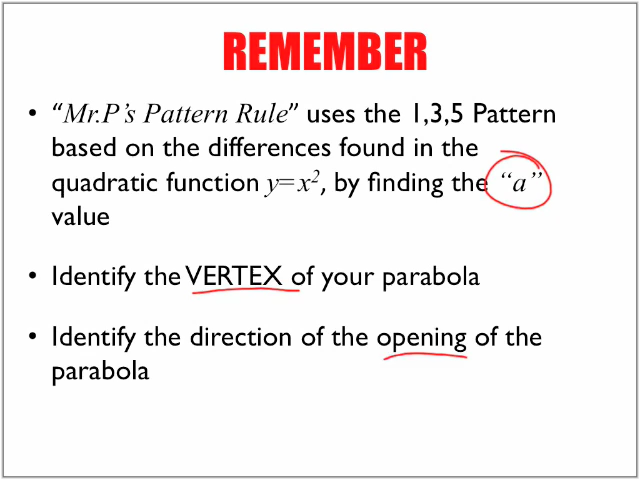 REMEMBER
• “Mr.P’s Pattern Rule” uses the 1,3,5 Pattern
based on the differences found in the
quadratic function y=x², by finding the “a”
value
• Identify the VERTEX of your parabola
• Identify the direction of the opening of the
parabola